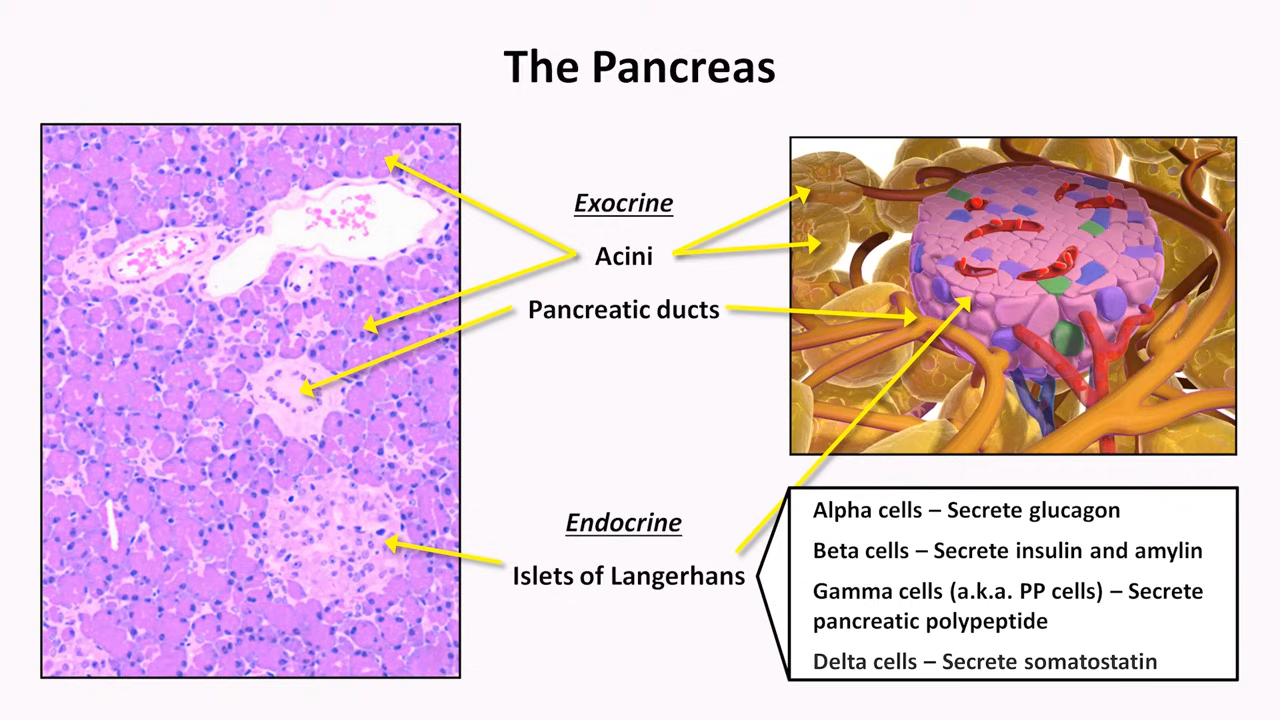 The Pancreas
Exocrine
Acini
Pancreatic ducts
Endocrine
Islets of Langerhans
Alpha cells – Secrete glucagon
Beta cells – Secrete insulin and amylin
Gamma cells (a.k.a. PP cells) – Secrete
pancreatic polypeptide
Delta cells – Secrete somatostatin